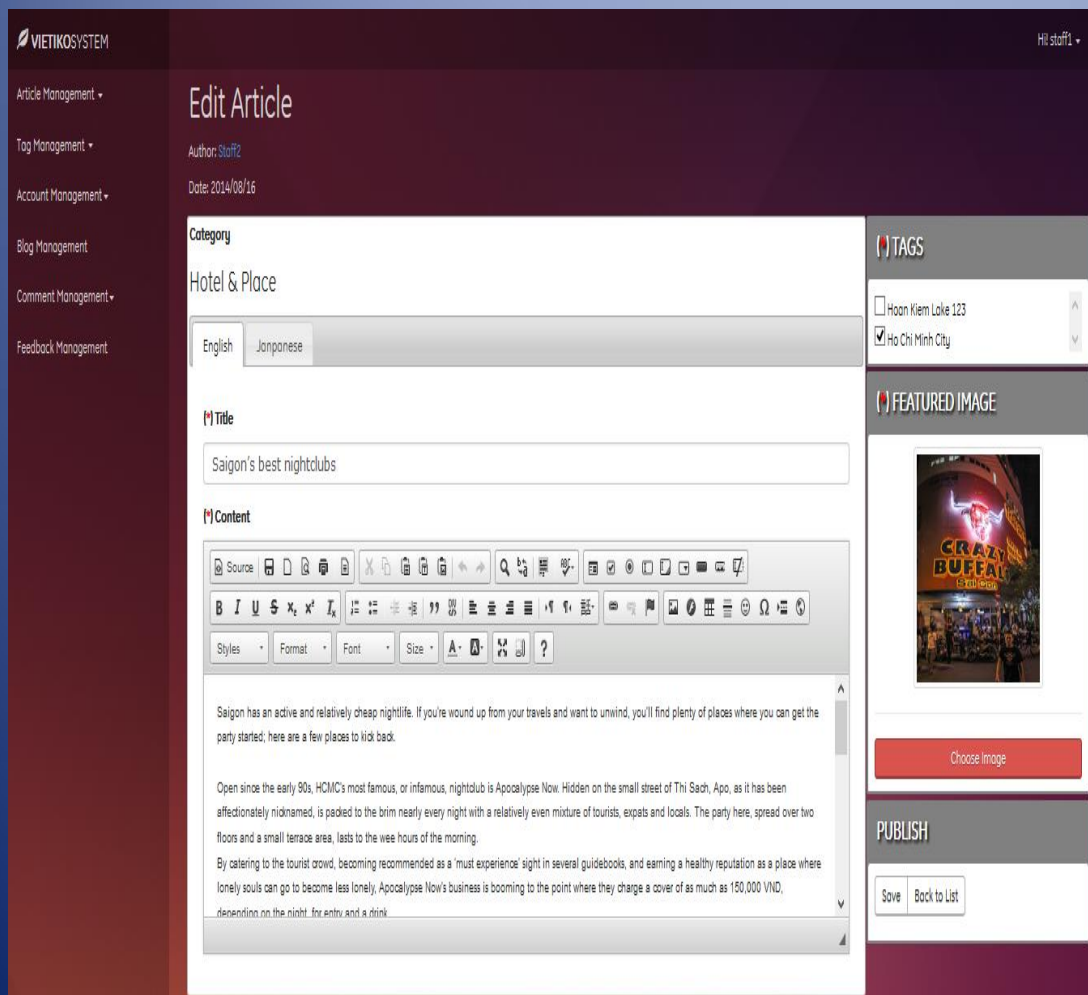 VIETIKOSYSTEM
Hi! staff1
Article Management
Tag Management
Account Management
Blog Management
Comment Management
Feedback Management
Edit Article
Author: Staff2
Date: 2014/08/16
Category
Hotel & Place
English
Janpanese
(*) Title
Saigon's best nightclubs
(*) Content
Source
Styles
Format
Font
Size
Saigon has an active and relatively cheap nightlife. If you're wound up from your travels and want to unwind, you'll find plenty of places where you can get the
party started; here are a few places to kick back.
Open since the early 90s, HCMC's most famous, or infamous, nightclub is Apocalypse Now. Hidden on the small street of Thi Sach, Apo, as it has been
affectionately nicknamed, is packed to the brim nearly every night with a relatively even mixture of tourists, expats and locals. The party here, spread over two
floors and a small terrace area, lasts to the wee hours of the morning.
By catering to the tourist crowd, becoming recommended as a 'must experience' sight in several guidebooks, and earning a healthy reputation as a place where
lonely souls can go to become less lonely, Apocalypse Now's business is booming to the point where they charge a cover of as much as 150,000 VND,
depending on the night, for entry and a drink
(*) TAGS
Hoan Kiem Lake 123
Ho Chi Minh City
(*) FEATURED IMAGE
CRAZY
BUFFAL
Sai Gon
Choose Image
PUBLISH
Save
Back to List